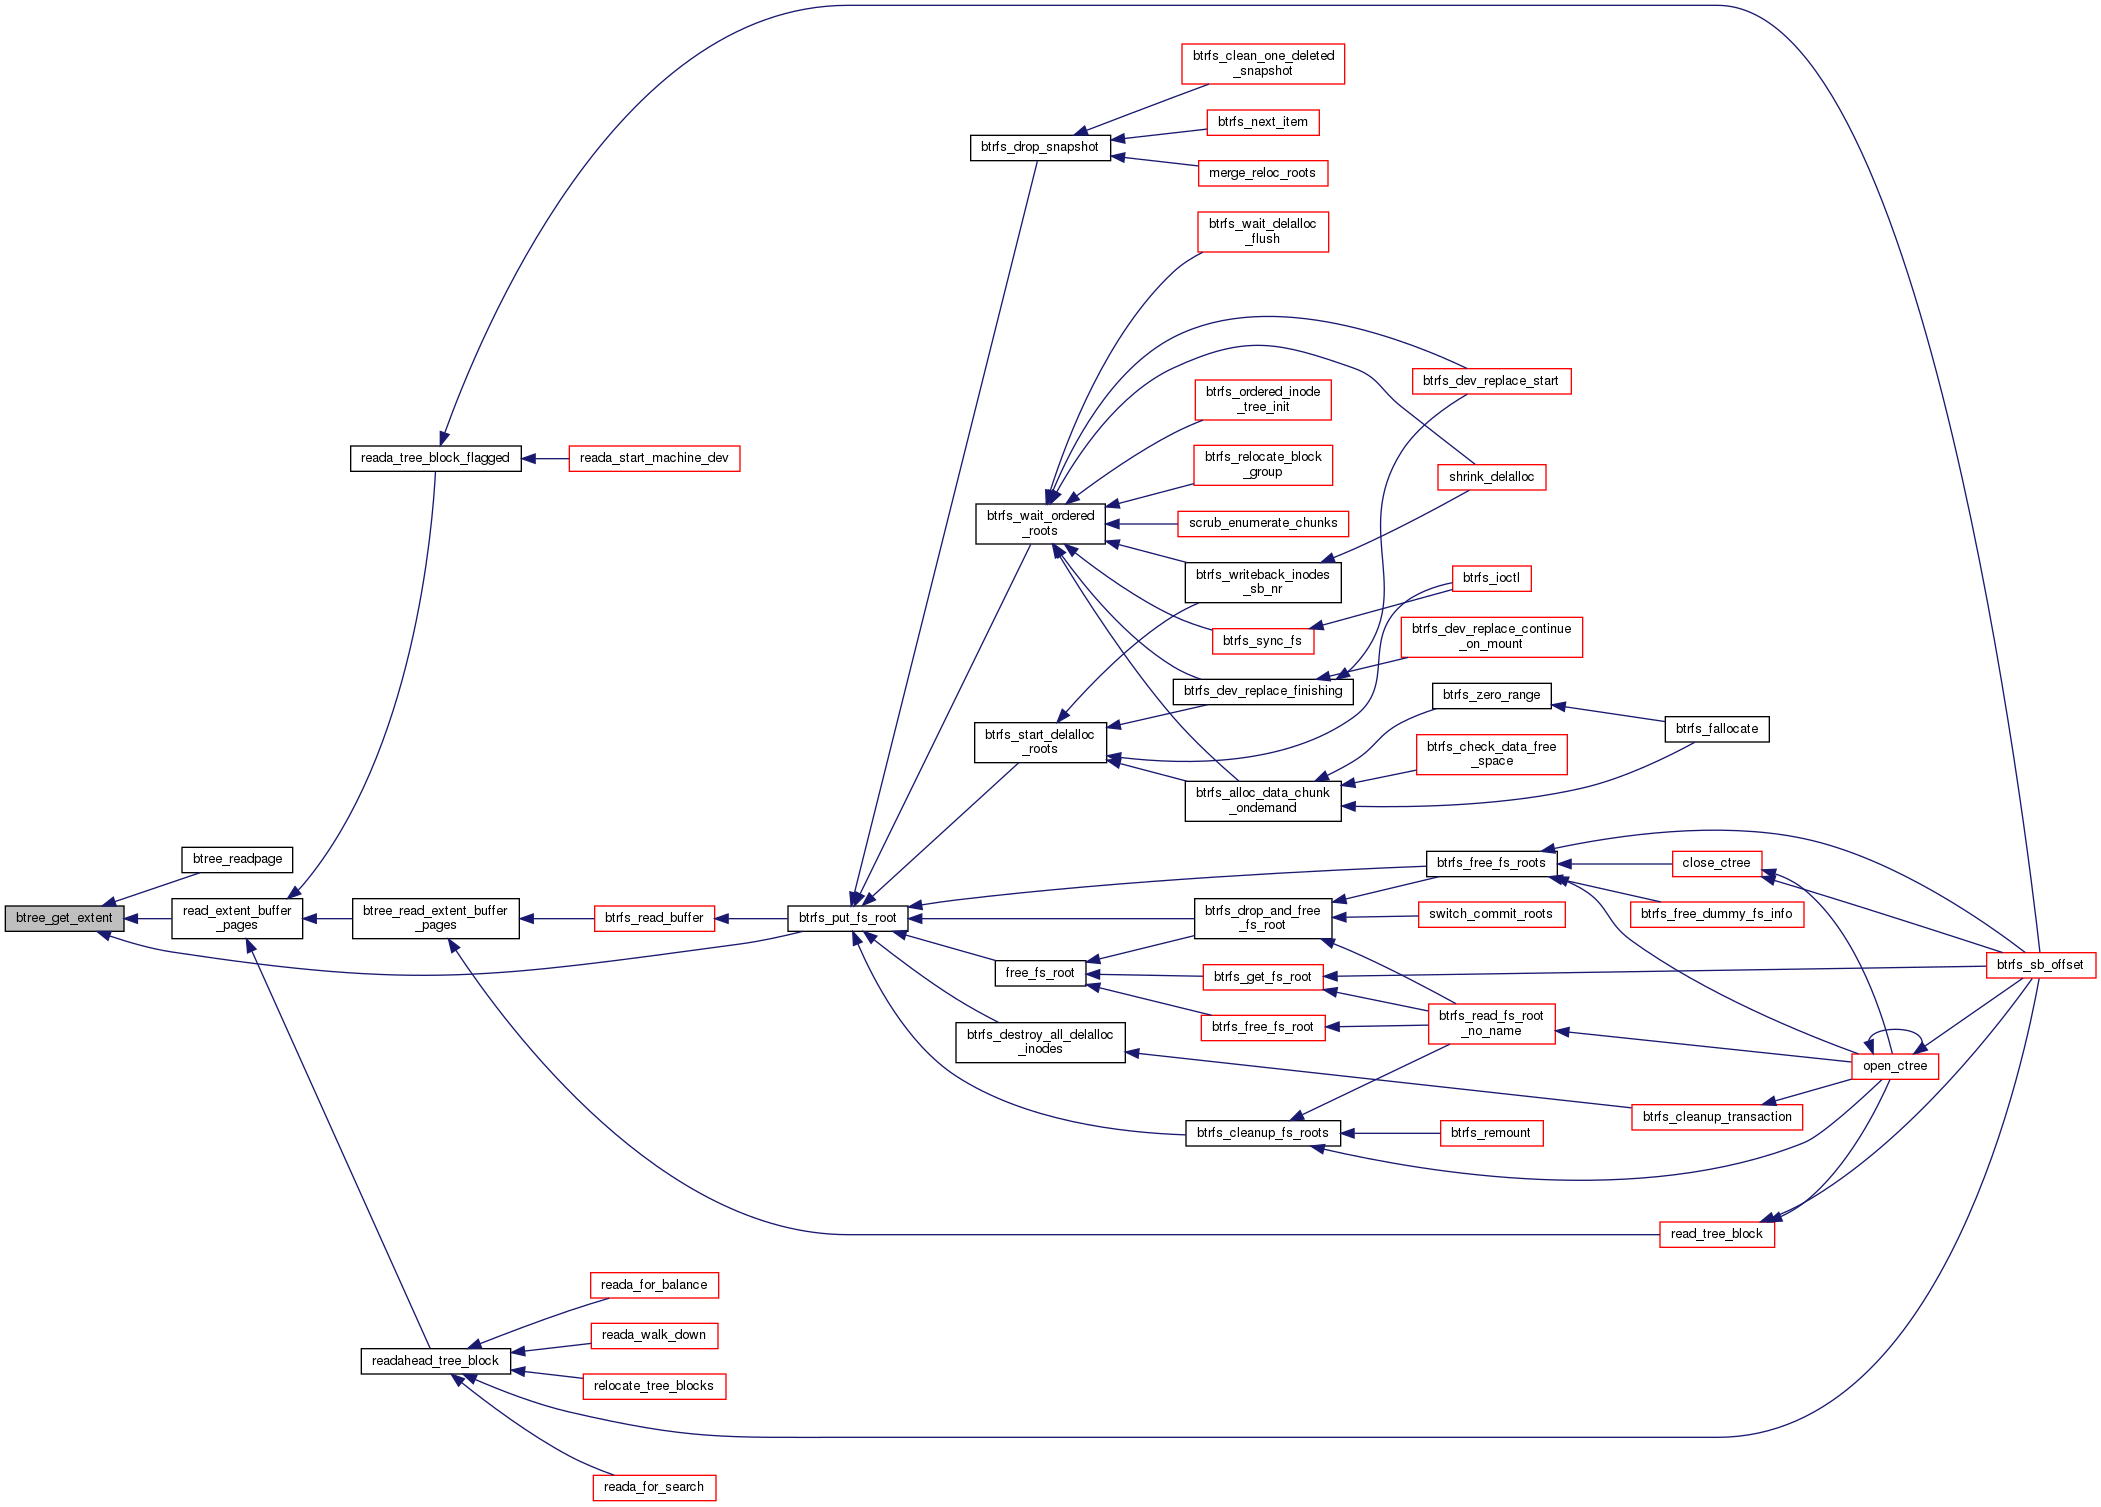 btrfs_clean_one_deleted
_snapshot
btrfs_next_item
btrfs_drop_snapshot
merge_reloc_roots
btrfs_wait_delalloc
_flush
btrfs_dev_replace_start
btrfs_ordered_inode
_tree_init
reada_tree_block_flagged
reada_start_machine_dev
btrfs_relocate_block
_group
shrink_delalloc
btrfs_wait_ordered
_roots
scrub_enumerate_chunks
btrfs_writeback_inodes
_sb_nr
btrfs_ioctl
btrfs_sync_fs
btrfs_dev_replace_continue
_on_mount
btrfs_dev_replace_finishing
btrfs_zero_range
btrfs_start_delalloc
_roots
btrfs_fallocate
btrfs_check_data_free
_space
btrfs_alloc_data_chunk
_ondemand
btree_readpage
btrfs_free_fs_roots
close_ctree
btree_get_extent
read_extent_buffer
_pages
btree_read_extent_buffer
_pages
btrfs_read_buffer
btrfs_put_fs_root
btrfs_drop_and_free
_fs_root
switch_commit_roots
btrfs_free_dummy_fs_info
free_fs_root
btrfs_get_fs_root
btrfs_sb_offset
btrfs_free_fs_root
btrfs_read_fs_root
_no_name
btrfs_destroy_all_delalloc
_inodes
open_ctree
btrfs_cleanup_transaction
btrfs_cleanup_fs_roots
btrfs_remount
read_tree_block
reada_for_balance
reada_walk_down
readahead_tree_block
relocate_tree_blocks
reada_for_search